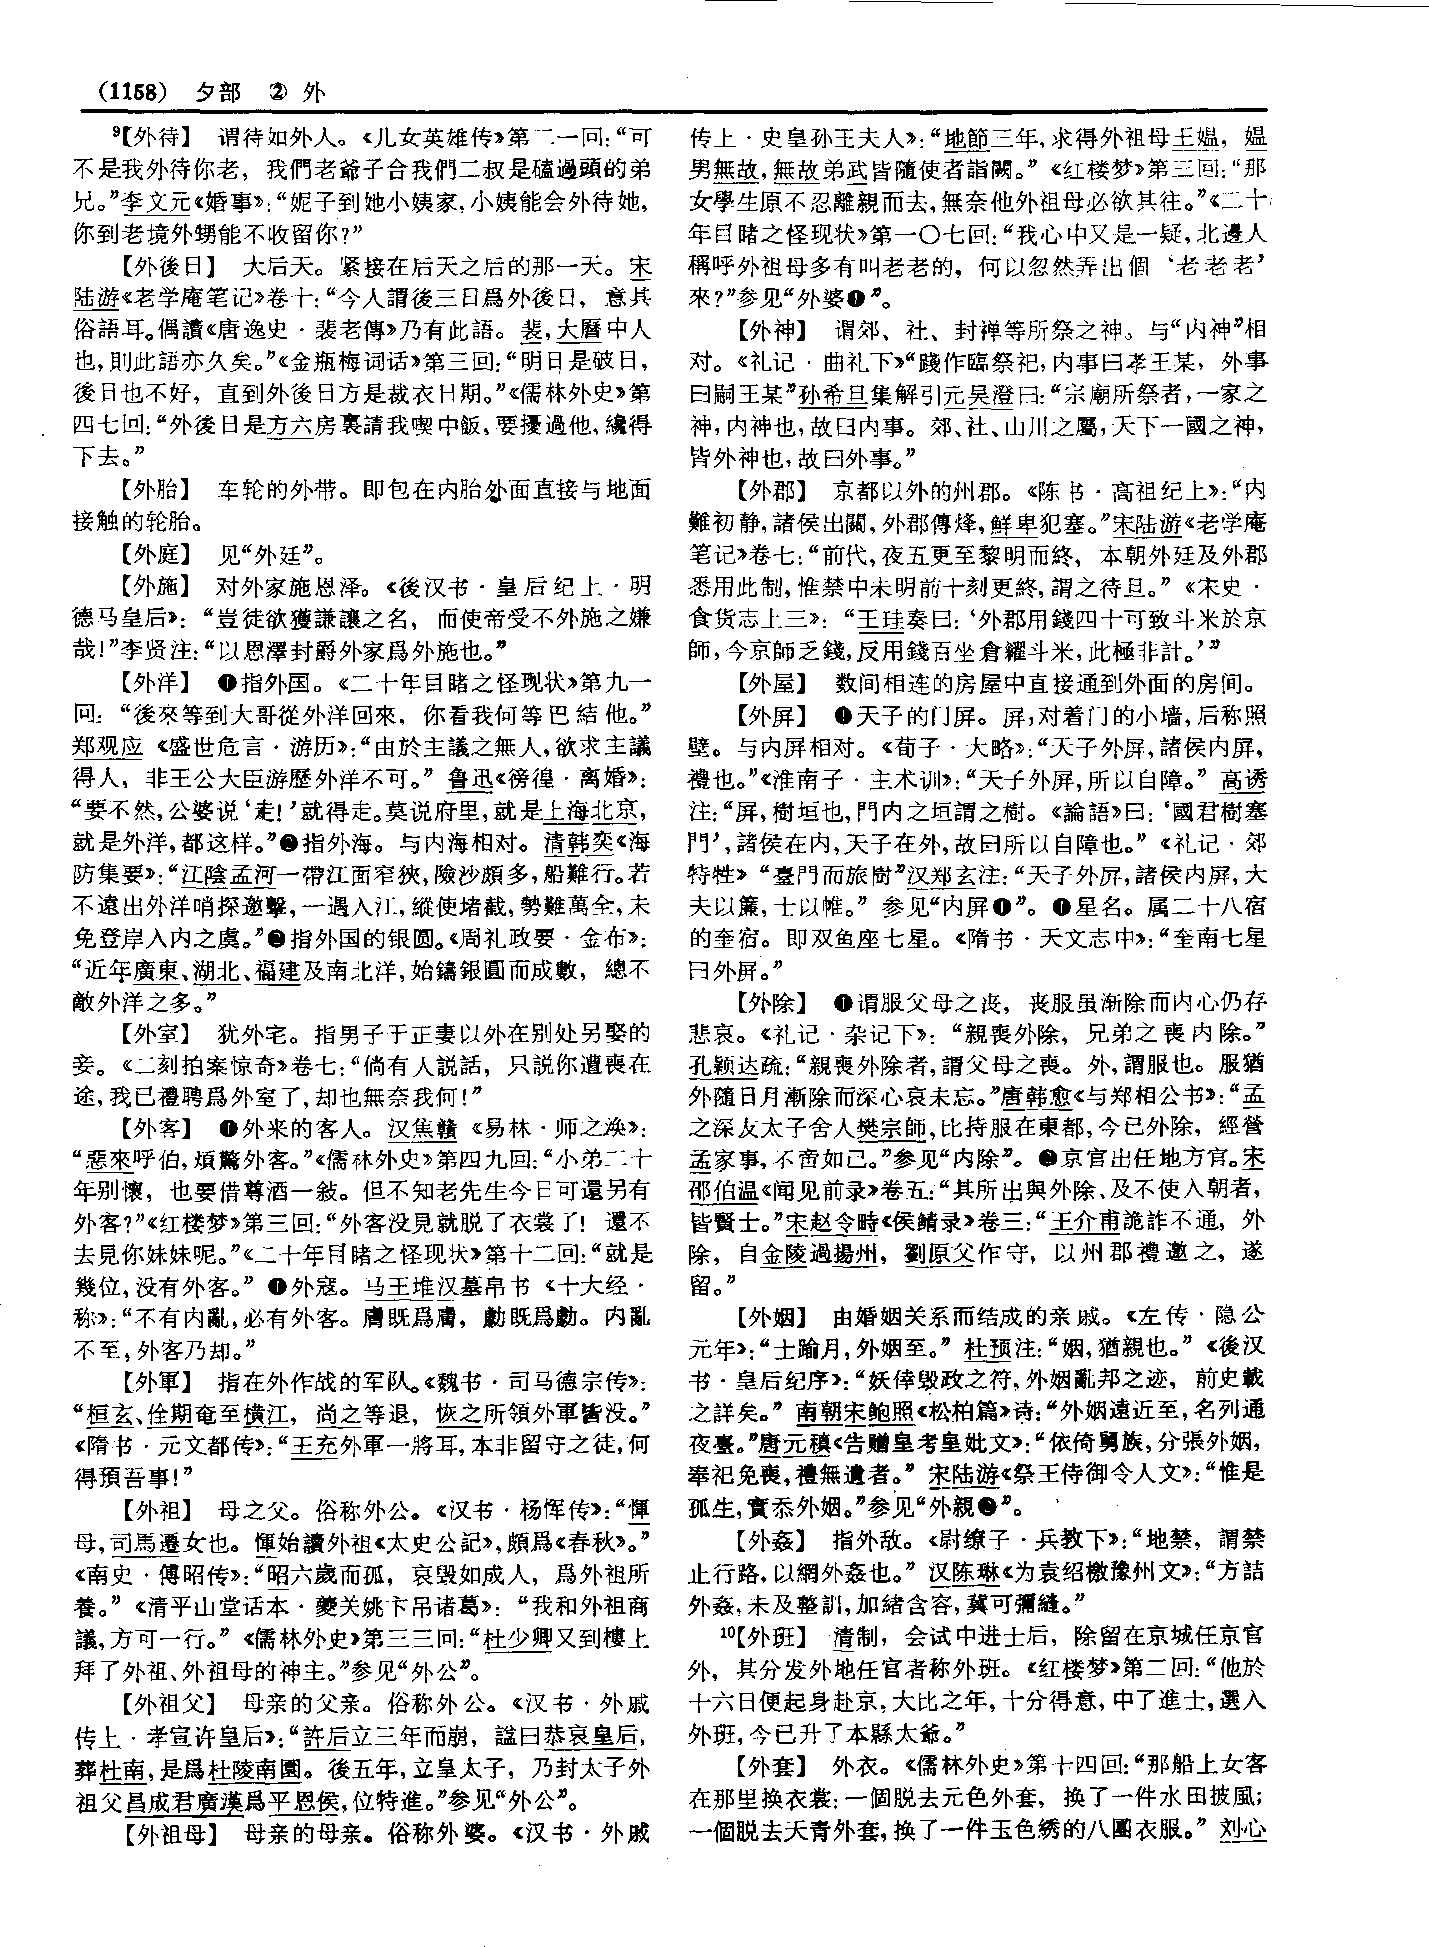 (1158) 夕部 ② 外
⁹【外待】 谓待如外人。《儿女英雄传》第二一回：“可
不是我外待你老，我們老爺子合我們二叔是磕過頭的弟
兄。”李文元《婚事》：“妮子到她小姨家，小姨能会外待她，
你到老境外甥能不收留你？”
【外後日】 大后天。紧接在后天之后的那一天。宋
陆游《老学庵笔记》卷十：“今人謂後三日爲外後日，意其
俗語耳。偶讀《唐逸史·裴老傳》乃有此語。裴，大曆中人
也，則此語亦久矣。”《金瓶梅词话》第三回：“明日是破日，
後日也不好，直到外後日方是裁衣日期。”《儒林外史》第
四七回：“外後日是方六房裏請我喫中飯、要擾過他，纔得
下去。”
【外胎】 车轮的外带。即包在内胎外面直接与地面
接触的轮胎。
【外庭】 见“外廷”。
【外施】 对外家施恩泽。《後汉书·皇后纪上·明
德马皇后》：“豈徒欲獲謙讓之名，而使帝受不外施之嫌
哉！”李贤注：“以恩澤封爵外家爲外施也。”
【外洋】 ❶指外国。《二十年目睹之怪现状》第九一
回：“後來等到大哥從外洋回來，你看我何等巴結他。”
郑观应《盛世危言·游历》：“由於主議之無人，欲求主議
得人，非王公大臣游歷外洋不可。”鲁迅《徬徨·离婚》：
“要不然，公婆说‘走！’就得走。莫说府里，就是上海北京，
就是外洋，都这样。”❷指外海。与内海相对。清韩奕《海
防集要》：“江陰孟河一帶江面窄狹，險沙頗多，船難行。若
不遠出外洋哨探邀擊，一遇入江，縱使堵截，勢難萬全，未
免登岸入内之虞。”❷指外国的银圆。《周礼政要·金布》：
“近年廣東、湖北、福建及南北洋，始鑄銀圓而成數，總不
敵外洋之多。”
【外室】 犹外宅。指男子于正妻以外在别处另娶的
妾。《二刻拍案惊奇》卷七：“倘有人説話，只説你遭喪在
途，我已禮聘爲外室了，却也無奈我何！”
【外客】 ❶外来的客人。汉焦赣《易林·师之涣》：
“惡來呼伯，煩驚外客。”《儒林外史》第四九回：“小弟二十
年别懷，也要借尊酒一敍。但不知老先生今日可還另有
外客？”《红楼梦》第三回：“外客没見就脱了衣裳了！還不
去見你妹妹呢。”《二十年目睹之怪现状》第十二回：“就是
幾位，没有外客。”❶外寇。马王堆汉墓帛书《十大经·
称》：“不有内亂，必有外客。膚既爲膚，勮既爲勮。内亂
不至，外客乃却。”
【外軍】 指在外作战的军队。《魏书·司马德宗传》：
“桓玄、佺期奄至横江，尚之等退，恢之所領外軍皆没。”
《隋书·元文都传》：“王充外軍一將耳，本非留守之徒，何
得預吾事！”
【外祖】 母之父。俗称外公。《汉书·杨恽传》：“惲
母，司馬遷女也。惲始讀外祖《太史公記》，頗爲《春秋》。”
《南史·傅昭传》：“昭六歲而孤，哀毁如成人，爲外祖所
養。”《清平山堂话本·夔关姚卞吊诸葛》：“我和外祖商
議，方可一行。”《儒林外史》第三三回：“杜少卿又到樓上
拜了外祖、外祖母的神主。”参见“外公”。
【外祖父】 母亲的父亲。俗称外公。《汉书·外戚
传上·孝宣许皇后》：“許后立三年而崩，謚曰恭哀皇后，
葬杜南，是爲杜陵南園。後五年，立皇太子，乃封太子外
祖父昌成君廣漢爲平恩侯，位特進。”参见“外公”。
【外祖母】 母亲的母亲。俗称外婆。《汉书·外戚
传上·史皇孙王夫人》：“地節三年，求得外祖母王媪，媪
男無故，無故弟武皆隨使者詣闕。”《红楼梦》第三回：“那
女學生原不忍離親而去，無奈他外祖母必欲其往。”《二十
年目睹之怪现状》第一〇七回：“我心中又是一疑，北邊人
稱呼外祖母多有叫老老的，何以忽然弄出個‘老老老’
來？”参见“外婆❶”。
【外神】 谓郊、社、封禅等所祭之神。与“内神”相
对。《礼记·曲礼下》“踐作臨祭祀，内事曰孝王某，外事
曰嗣王某”孙希旦集解引元吴澄曰：“宗廟所祭者，一家之
神，内神也，故曰内事。郊、社、山川之屬，天下一國之神，
皆外神也，故曰外事。”
【外郡】 京都以外的州郡。《陈书·高祖纪上》：“内
難初静，諸侯出關，外郡傳烽，鮮卑犯塞。”宋陆游《老学庵
笔记》卷七：“前代，夜五更至黎明而終，本朝外廷及外郡
悉用此制，惟禁中未明前十刻更終，謂之待旦。”《宋史·
食货志上三》：“王珪奏曰：‘外郡用錢四十可致斗米於京
師，今京師乏錢，反用錢百坐倉糴斗米，此極非計。’”
【外屋】 数间相连的房屋中直接通到外面的房间。
【外屏】 ❶天子的门屏。屏，对着门的小墙，后称照
壁。与内屏相对。《荀子·大略》：“天子外屏，諸侯内屏，
禮也。”《淮南子·主术训》：“天子外屏，所以自障。”高诱
注：“屏，樹垣也，門内之垣謂之樹。《論語》曰：‘國君樹塞
門’，諸侯在内，天子在外，故曰所以自障也。”《礼记·郊
特牲》“臺門而旅樹”汉郑玄注：“天子外屏，諸侯内屏，大
夫以簾，士以帷。”参见“内屏❶”。❶星名。属二十八宿
的奎宿。即双鱼座七星。《隋书·天文志中》：“奎南七星
曰外屏。”
【外除】 ❶谓服父母之丧，丧服虽渐除而内心仍存
悲哀。《礼记·杂记下》：“親喪外除，兄弟之喪内除。”
孔颖达疏：“親喪外除者，謂父母之喪。外，謂服也。服猶
外隨日月漸除而深心哀未忘。”唐韩愈《与郑相公书》：“孟
之深友太子舍人樊宗師，比持服在東都，今已外除，經營
孟家事，不啻如己。”参见“内除”。❷京官出任地方官。宋
邵伯温《闻见前录》卷五：“其所出與外除、及不使入朝者，
皆賢士。”宋赵令畤《侯鲭录》卷三：“王介甫詭詐不通，外
除，自金陵過揚州，劉原父作守，以州郡禮邀之，遂
留。”
【外姻】 由婚姻关系而结成的亲戚。《左传·隐公
元年》：“士踰月，外姻至。”杜预注：“姻，猶親也。”《後汉
书·皇后纪序》：“妖倖毁政之符，外姻亂邦之迹，前史載
之詳矣。”南朝宋鲍照《松柏篇》诗：“外姻遠近至，名列通
夜臺。”唐元稹《告赠皇考皇妣文》：“依倚舅族，分張外姻，
奉祀免喪，禮無遺者。”宋陆游《祭王侍御令人文》：“惟是
孤生，實忝外姻。”参见“外親❷”。
【外姦】 指外敌。《尉缭子·兵教下》：“地禁，謂禁
止行路，以網外姦也。”汉陈琳《为袁绍檄豫州文》：“方詰
外姦，未及整訓，加緒含容，冀可彌縫。”
¹⁰【外班】 清制，会试中进士后，除留在京城任京官
外，其分发外地任官者称外班。《红楼梦》第二回：“他於
十六日便起身赴京，大比之年，十分得意，中了進士，選入
外班，今已升了本縣太爺。”
【外套】 外衣。《儒林外史》第十四回：“那船上女客
在那里换衣裳：一個脱去元色外套，换了一件水田披風；
一個脱去天青外套，换了一件玉色綉的八團衣服。”刘心